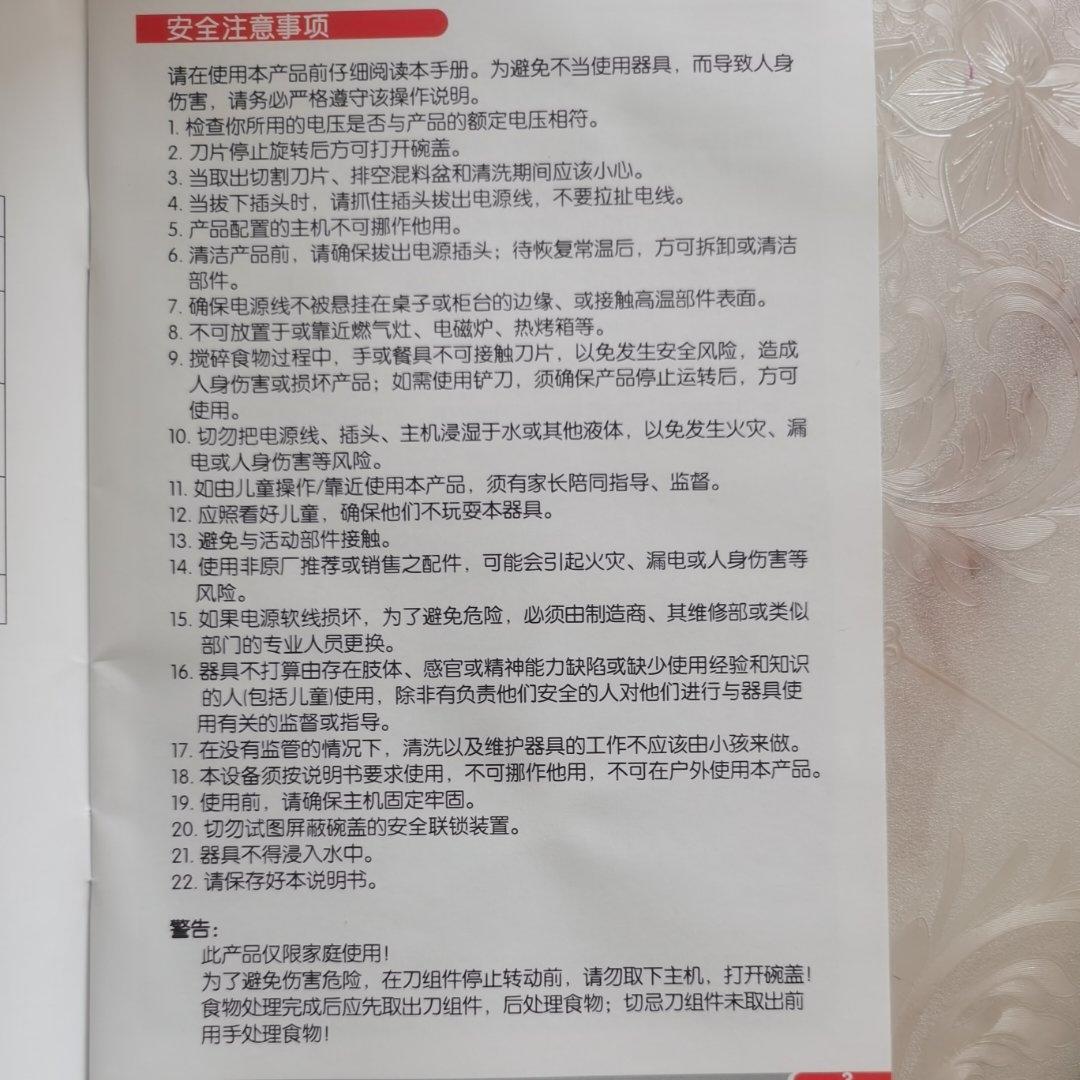 安全注意事项
请在使用本产品前仔细阅读本手册。为避免不当使用器具，而导致人身
伤害，请务必严格遵守该操作说明。
1. 检查你所用的电压是否与产品的额定电压相符。
2. 刀片停止旋转后方可打开碗盖。
3. 当取出切割刀片、排空混料盆和清洗期间应该小心。
4. 当拔下插头时，请抓住插头拔出电源线，不要拉扯电线。
5. 产品配置的主机不可挪作他用。
6. 清洁产品前，请确保拔出电源插头；待恢复常温后，方可拆卸或清洁
部件。
7. 确保电源线不被悬挂在桌子或柜台的边缘、或接触高温部件表面。
8. 不可放置于或靠近燃气灶、电磁炉、热烤箱等。
9. 搅碎食物过程中，手或餐具不可接触刀片，以免发生安全风险，造成
人身伤害或损坏产品；如需使用铲刀，须确保产品停止运转后，方可
使用。
10. 切勿把电源线、插头、主机浸湿于水或其他液体，以免发生火灾、漏
电或人身伤害等风险。
11. 如由儿童操作/靠近使用本产品，须有家长陪同指导、监督。
12. 应照看好儿童，确保他们不玩耍本器具。
13. 避免与活动部件接触。
14. 使用非原厂推荐或销售之配件，可能会引起火灾、漏电或人身伤害等
风险。
15. 如果电源软线损坏，为了避免危险，必须由制造商、其维修部或类似
部门的专业人员更换。
16. 器具不打算由存在肢体、感官或精神能力缺陷或缺少使用经验和知识
的人(包括儿童)使用，除非有负责他们安全的人对他们进行与器具使
用有关的监督或指导。
17. 在没有监管的情况下，清洗以及维护器具的工作不应该由小孩来做。
18. 本设备须按说明书要求使用，不可挪作他用，不可在户外使用本产品。
19. 使用前，请确保主机固定牢固。
20. 切勿试图屏蔽碗盖的安全联锁装置。
21. 器具不得浸入水中。
22. 请保存好本说明书。
警告：
此产品仅限家庭使用！
为了避免伤害危险，在刀组件停止转动前，请勿取下主机，打开碗盖！
食物处理完成后应先取出刀组件，后处理食物；切忌刀组件未取出前
用手处理食物！